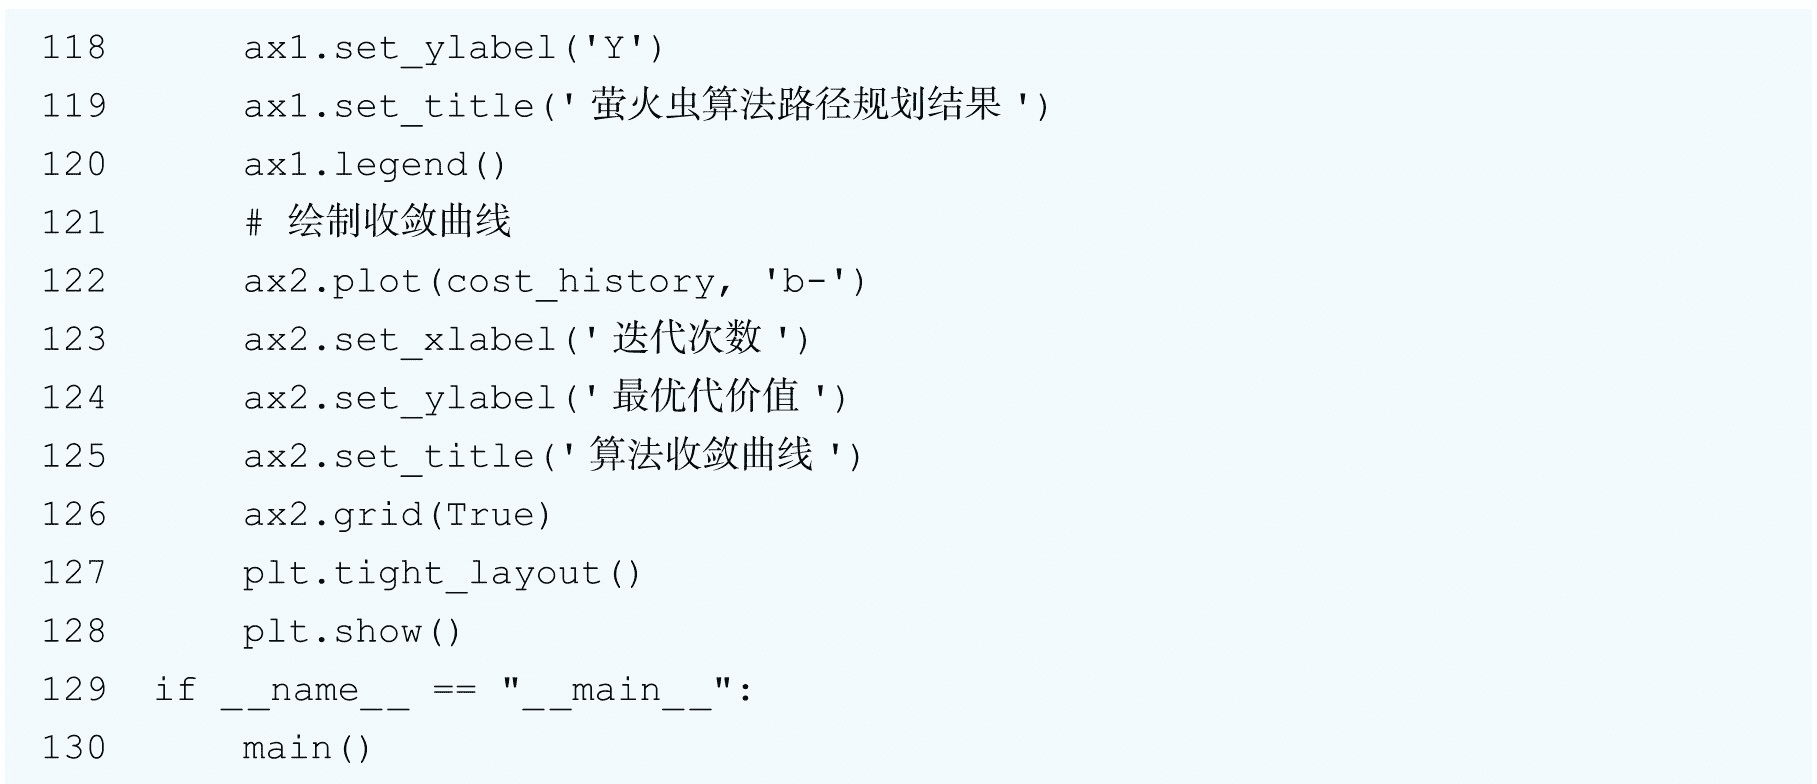 118      ax1.set_ylabel('Y')
119      ax1.set_title('萤火虫算法路径规划结果')
120      ax1.legend()
121      # 绘制收敛曲线
122      ax2.plot(cost_history, 'b-')
123      ax2.set_xlabel('迭代次数')
124      ax2.set_ylabel('最优代价值')
125      ax2.set_title('算法收敛曲线')
126      ax2.grid(True)
127      plt.tight_layout()
128      plt.show()
129  if __name__ == "__main__":
130      main()